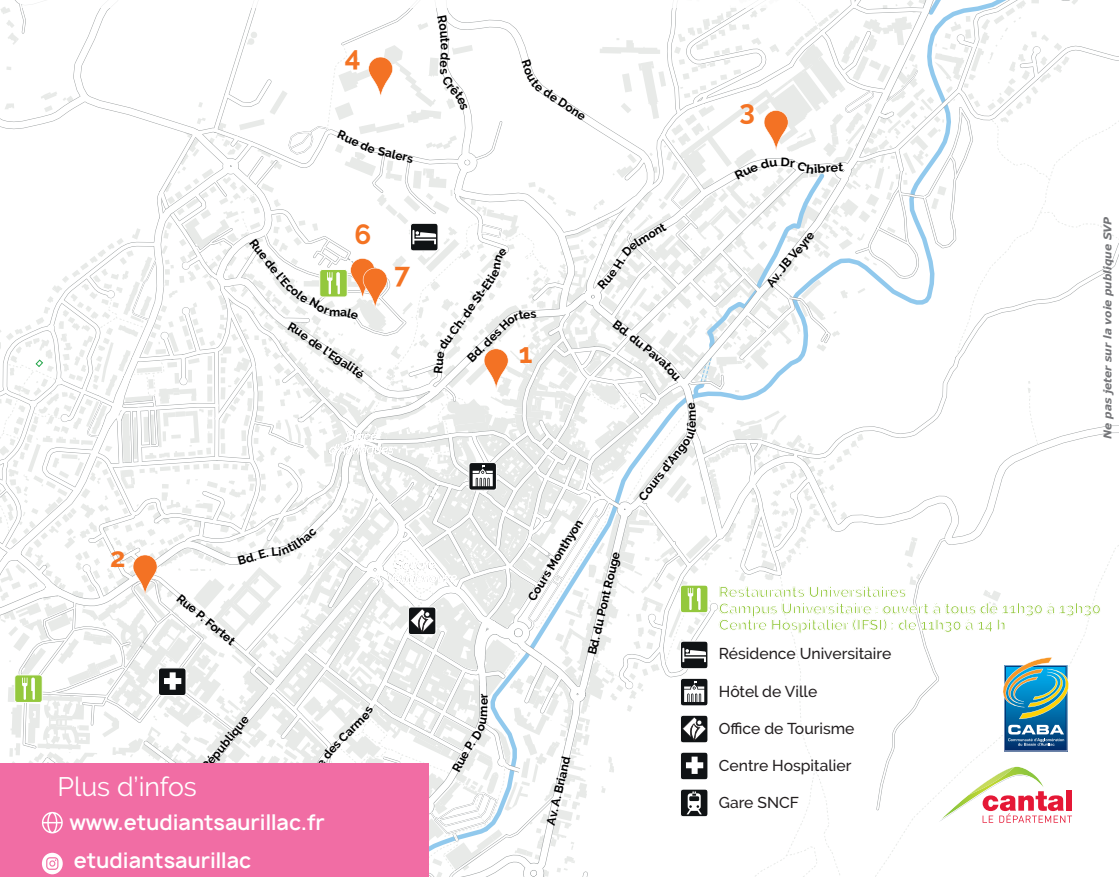 4
Route des Crêtes
Route de Done
3
Rue de Salers
Rue du Dr Chibret
6
7
Rue de l'Ecole Normale
Rue H. Delmont
Av. JB Veyre
Rue du Ch. de St-Etienne
Rue de l'Egalité
Bd. des Hortes
1
Bd. du Pavatou
Cours d'Angoulême
Ne pas jeter sur la voie publique SVP
Bd. E. Lintilhac
2
Cours Monthyon
Bd. du Pont Rouge
Rue P. Fortet
Rue P. Doumer
République
des Carmes
Av. A. Briand
Restaurants Universitaires
Campus Universitaire : ouvert à tous de 11h30 à 13h30
Centre Hospitalier (IFSI) : de 11h30 à 14 h
Résidence Universitaire
Hôtel de Ville
Office de Tourisme
Centre Hospitalier
Gare SNCF
CABA
Communauté d'Agglomération
du Bassin d'Aurillac
cantal
LE DÉPARTEMENT
Plus d'infos
www.etudiantsaurillac.fr
etudiantsaurillac